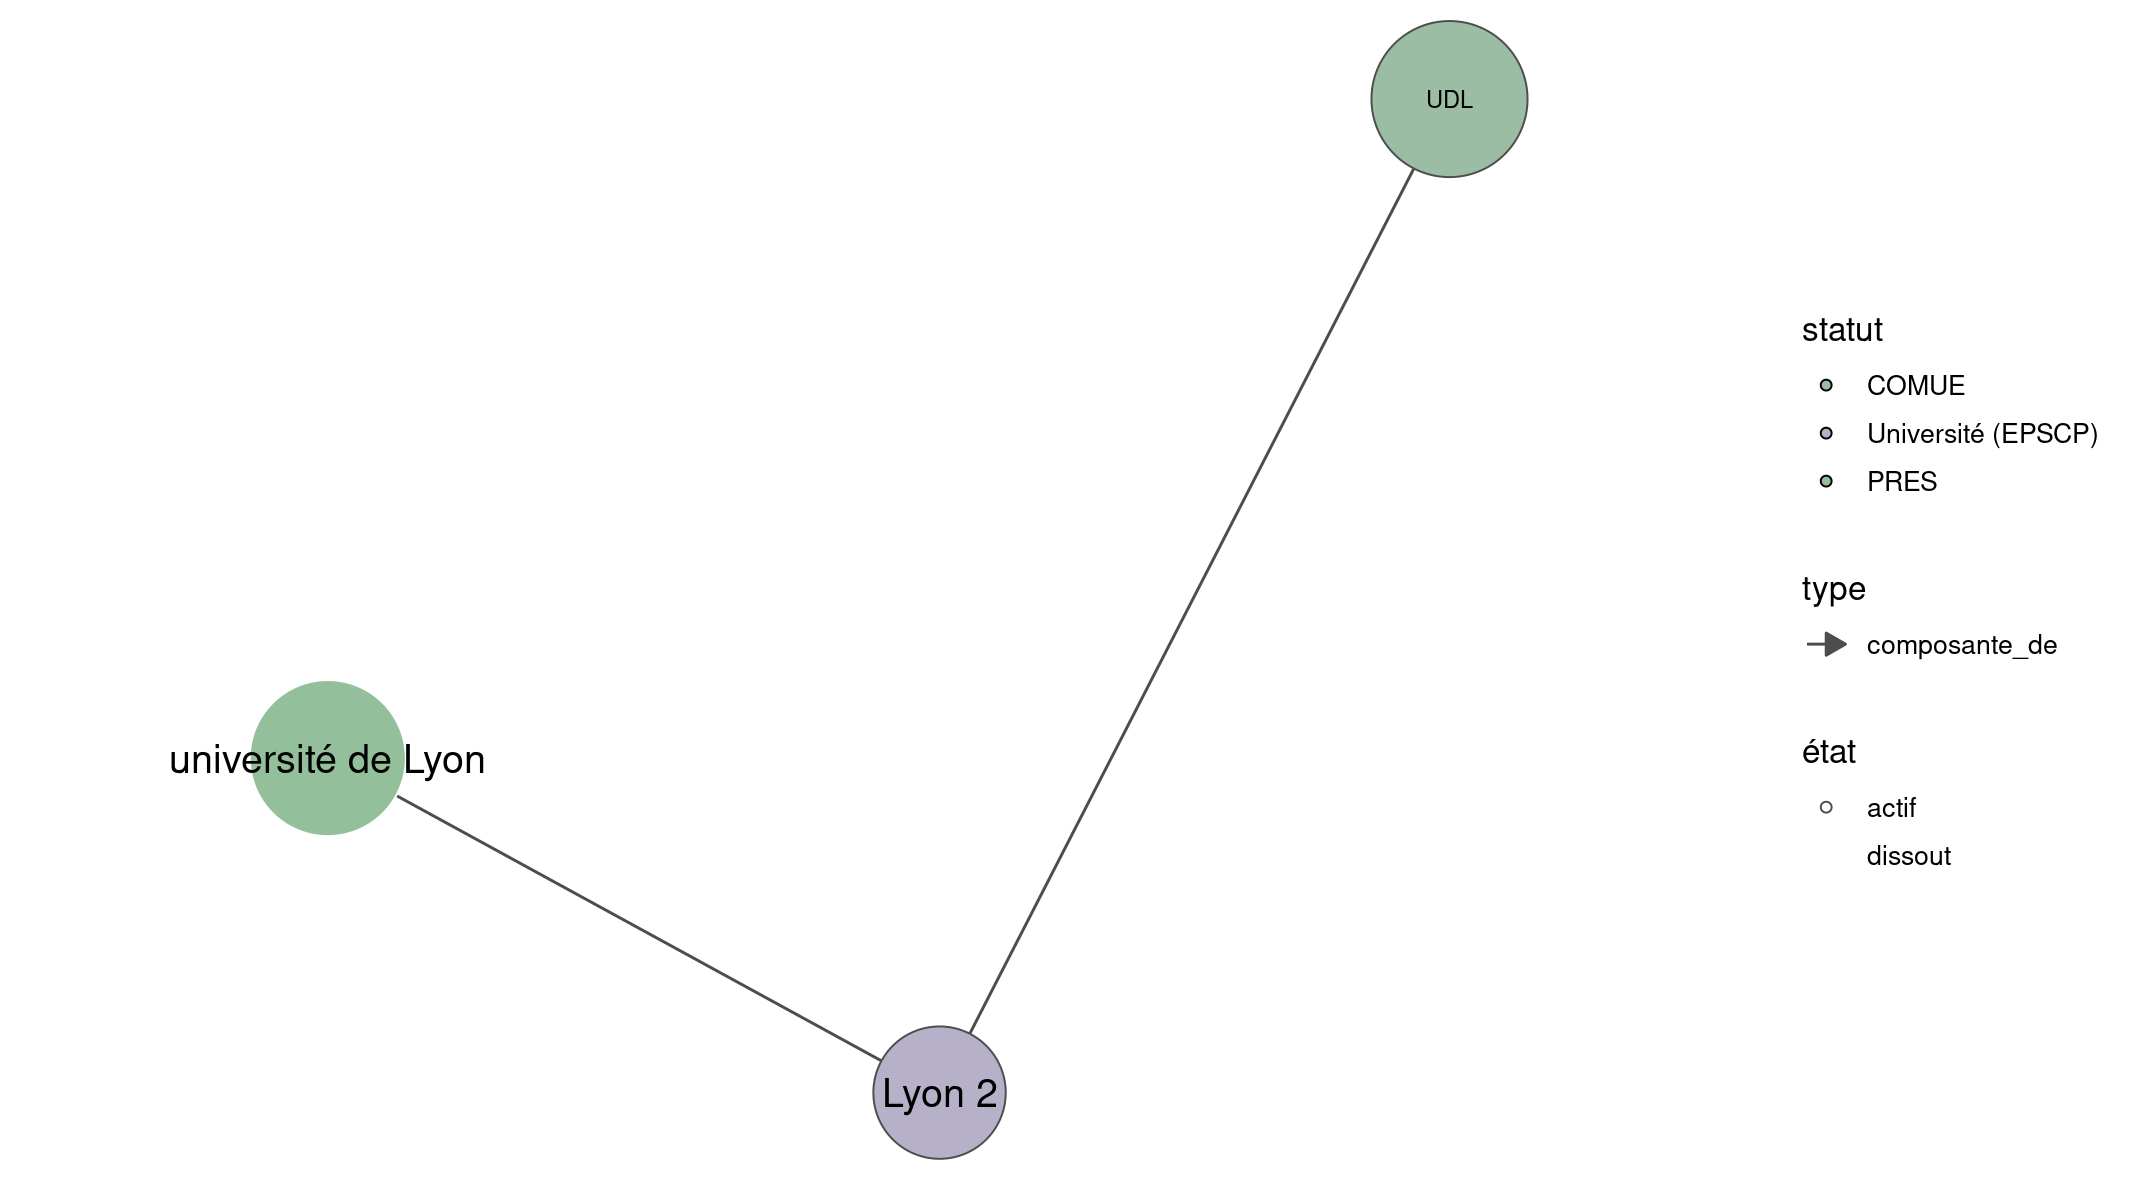 UDL
université de Lyon
Lyon 2
statut
COMUE
Université (EPSCP)
PRES
type
composante_de
état
actif
dissout